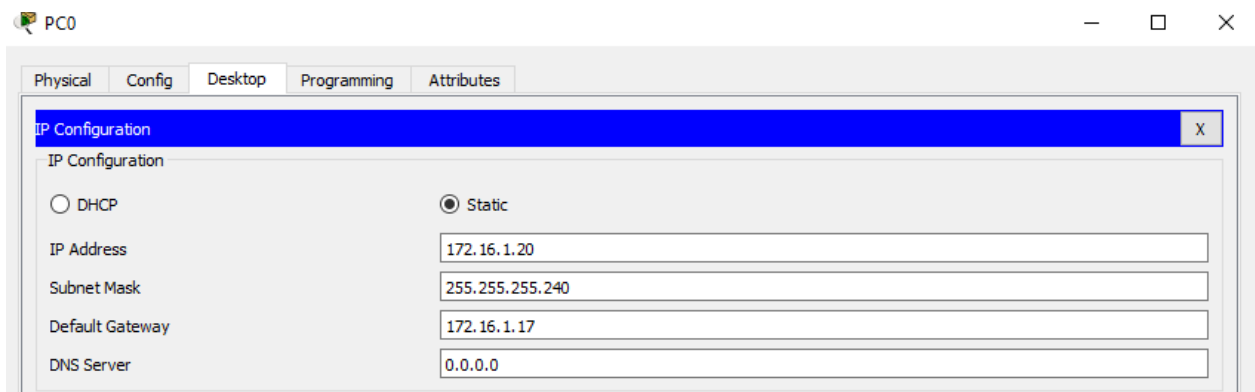 PC0
Physical Config Desktop Programming Attributes
IP Configuration X
IP Configuration
DHCP Static
IP Address 172.16.1.20
Subnet Mask 255.255.255.240
Default Gateway 172.16.1.17
DNS Server 0.0.0.0